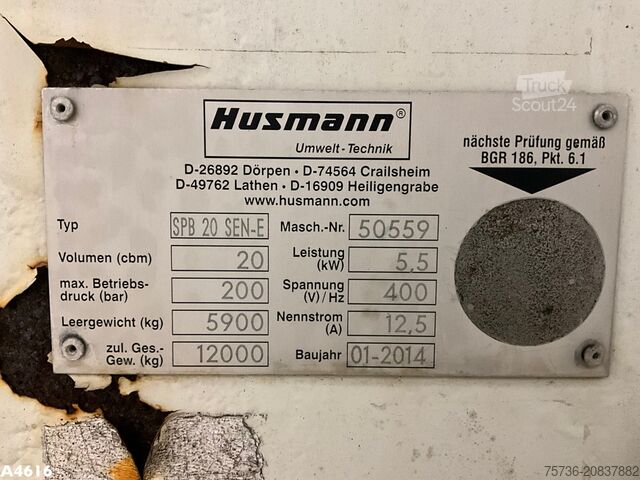 Truck
Scout24
Husmann®
Umwelt-Technik
D-26892 Dörpen • D-74564 Crailsheim
D-49762 Lathen • D-16909 Heiligengrabe
www.husmann.com
nächste Prüfung gemäß
BGR 186, Pkt. 6.1
Typ SPB 20 SEN-E Masch.-Nr. 50559
Volumen (cbm) 20 Leistung (kW) 5,5
max. Betriebs-
druck (bar) 200 Spannung (V)/Hz 400
Leergewicht (kg) 5900 Nennstrom (A) 12,5
zul. Ges.-
Gew. (kg) 12000 Baujahr 01-2014
A4616
75736-20837882